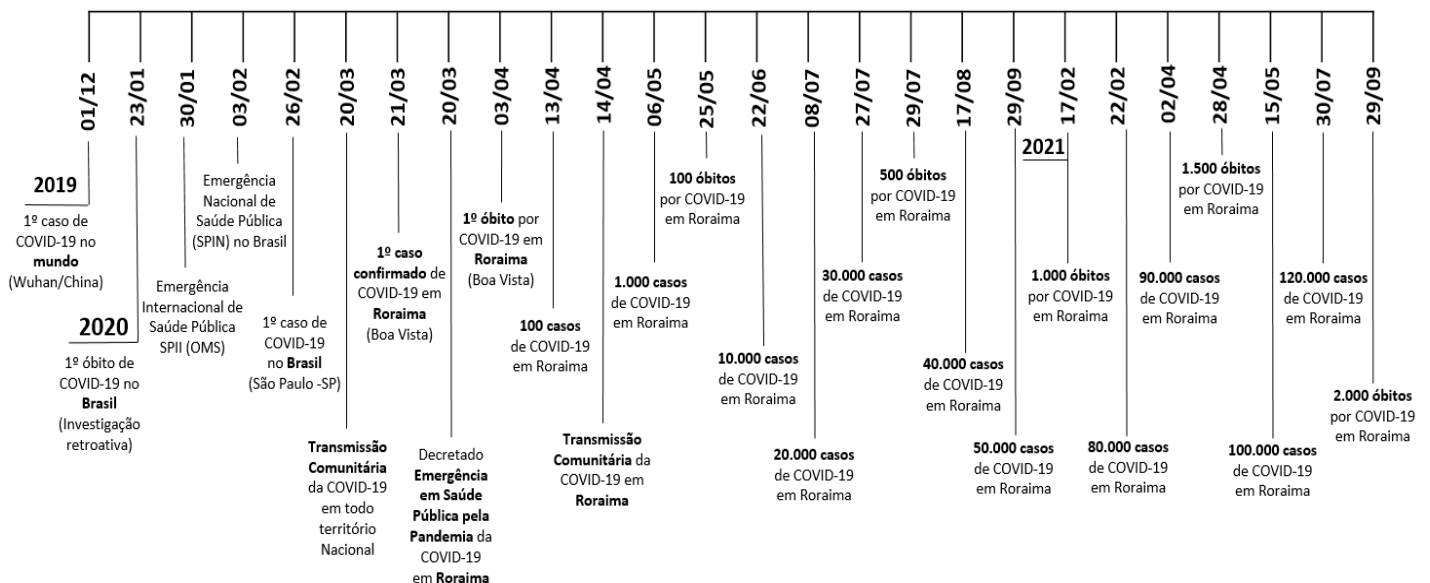 01/12
23/01
30/01
03/02
26/02
20/03
21/03
20/03
03/04
13/04
14/04
06/05
25/05
22/06
08/07
27/07
29/07
17/08
29/09
17/02
22/02
02/04
28/04
15/05
30/07
29/09
2019
1º caso de
COVID-19 no
mundo
(Wuhan/China)
2020
1º óbito de
COVID-19 no
Brasil
(Investigação
retroativa)
Emergência
Internacional de
Saúde Pública
SPII (OMS)
Emergência
Nacional de
Saúde Pública
(SPIN) no Brasil
1º caso de
COVID-19
no Brasil
(São Paulo -SP)
Transmissão
Comunitária
da COVID-19
em todo
território
Nacional
1º caso
confirmado de
COVID-19 em
Roraima
(Boa Vista)
Decretado
Emergência
em Saúde
Pública pela
Pandemia da
COVID-19
em Roraima
1º óbito por
COVID-19 em
Roraima
(Boa Vista)
100 casos
de COVID-19
em Roraima
Transmissão
Comunitária da
COVID-19 em
Roraima
1.000 casos
de COVID-19
em Roraima
100 óbitos
por COVID-19
em Roraima
10.000 casos
de COVID-19
em Roraima
20.000 casos
de COVID-19
em Roraima
30.000 casos
de COVID-19
em Roraima
500 óbitos
por COVID-19
em Roraima
40.000 casos
de COVID-19
em Roraima
50.000 casos
de COVID-19
em Roraima
2021
1.000 óbitos
por COVID-19
em Roraima
80.000 casos
de COVID-19
em Roraima
90.000 casos
de COVID-19
em Roraima
1.500 óbitos
por COVID-19
em Roraima
100.000 casos
de COVID-19
em Roraima
120.000 casos
de COVID-19
em Roraima
2.000 óbitos
por COVID-19
em Roraima